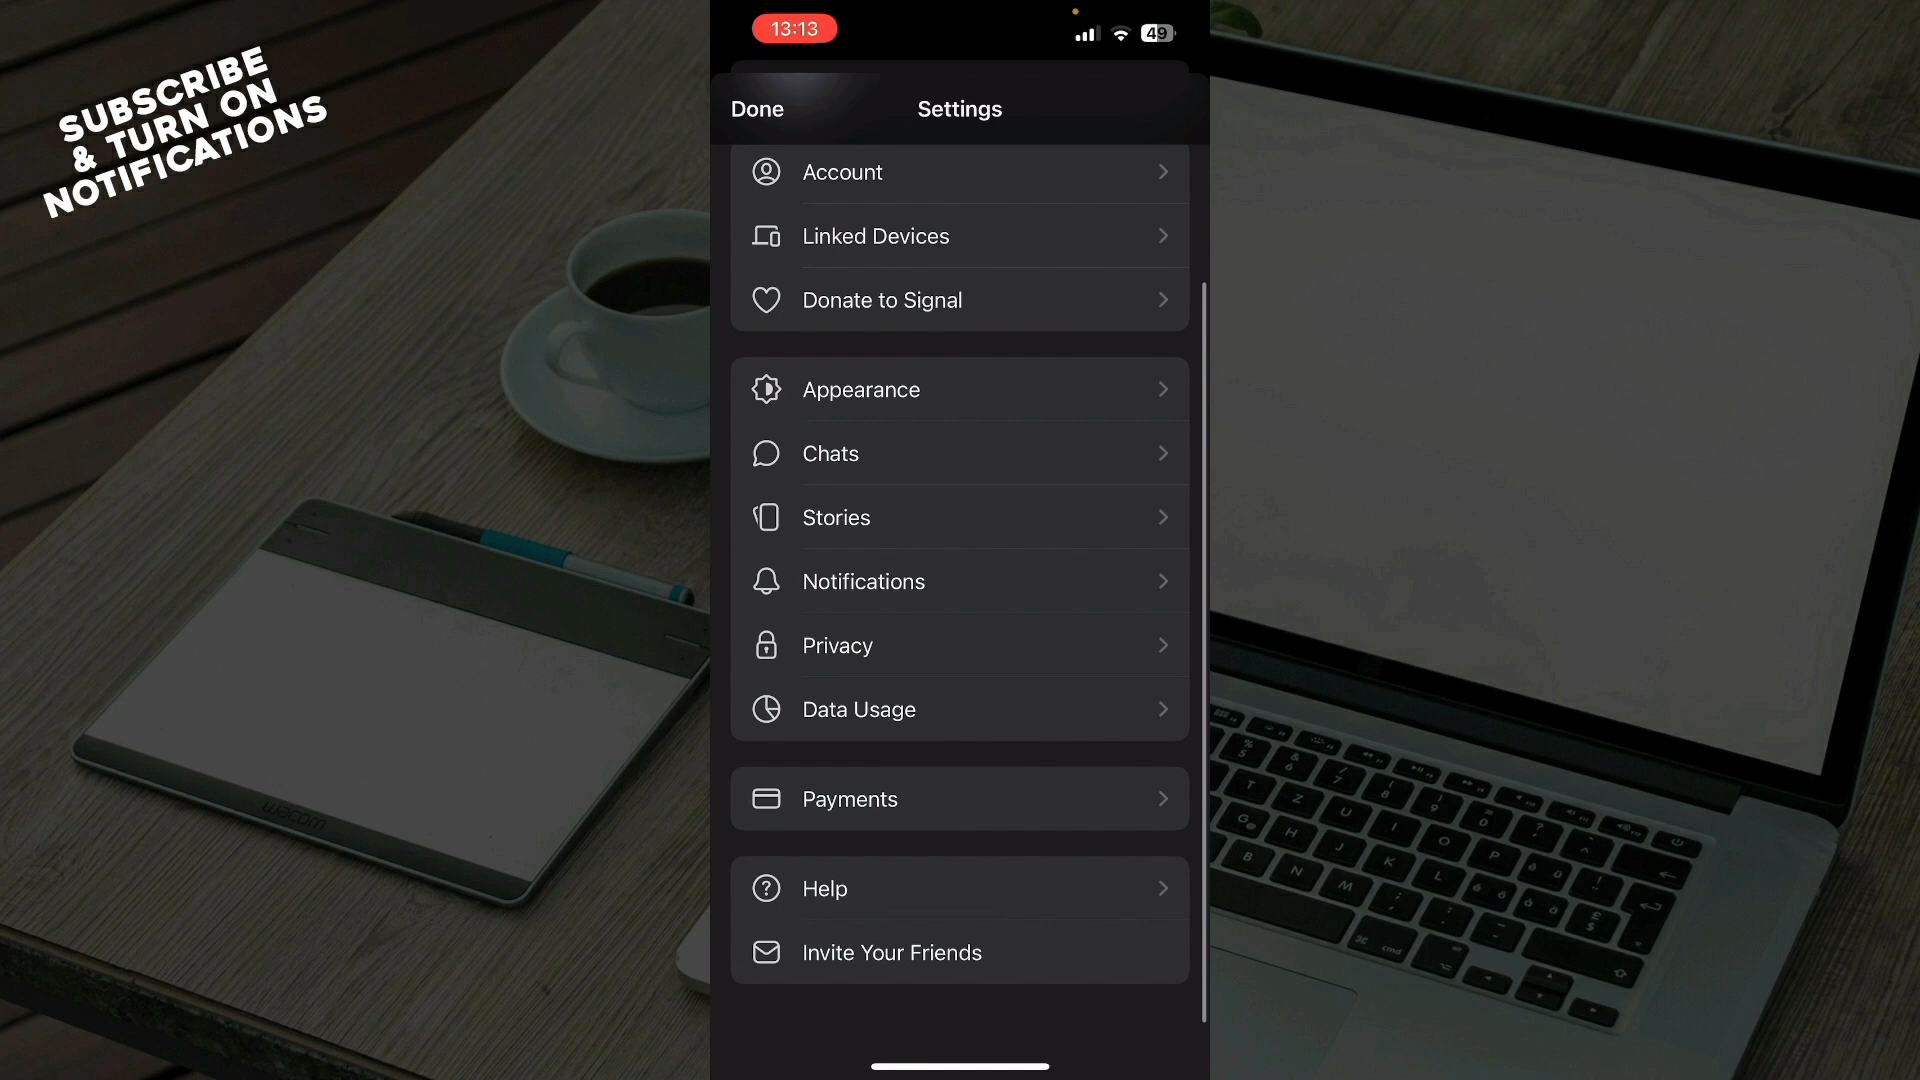 SUBSCRIBE
& TURN ON
NOTIFICATIONS
13:13
49
Done
Settings
Account
Linked Devices
Donate to Signal
Appearance
Chats
Stories
Notifications
Privacy
Data Usage
Payments
Help
Invite Your Friends
wacom